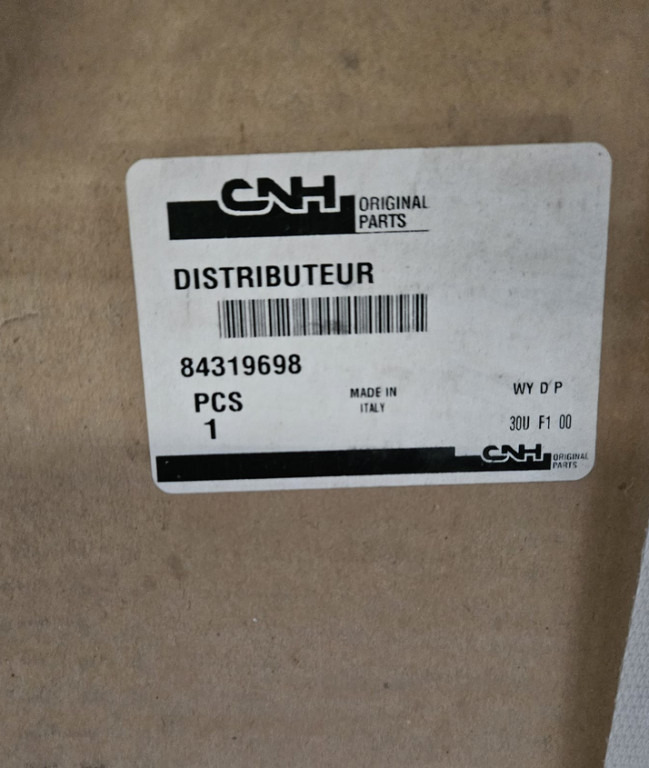 CNH ORIGINAL
PARTS
DISTRIBUTEUR
84319698
PCS
1
MADE IN
ITALY
WY D P
30U F1 00
CNH ORIGINAL
PARTS